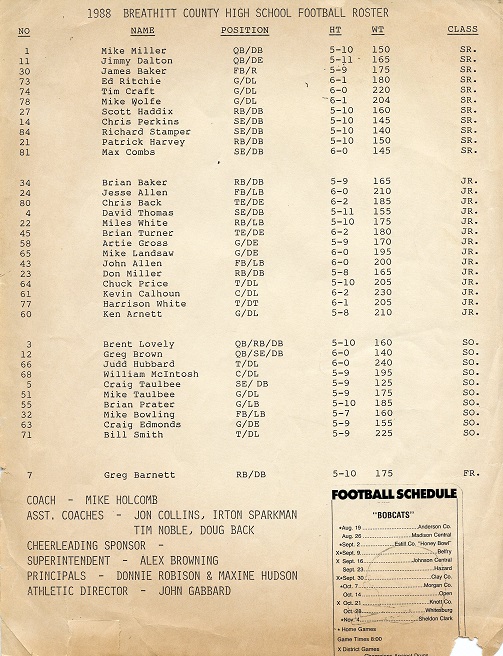 1988 BREATHITT COUNTY HIGH SCHOOL FOOTBALL ROSTER
NO NAME POSITION HT WT CLASS
1 Mike Miller QB/DB 5-10 150 SR.
11 Jimmy Dalton QB/DE 5-11 165 SR.
30 James Baker FB/R 5-9 175 SR.
73 Ed Ritchie G/DL 6-1 180 SR.
74 Tim Craft G/DL 6-0 220 SR.
78 Mike Wolfe G/DL 6-1 204 SR.
27 Scott Haddix RB/DB 5-10 160 SR.
14 Chris Perkins SE/DB 5-10 145 SR.
84 Richard Stamper SE/DB 5-10 140 SR.
21 Patrick Harvey RB/DB 5-10 150 SR.
81 Max Combs SE/DB 6-0 145 SR.
34 Brian Baker RB/DB 5-9 165 JR.
24 Jesse Allen FB/LB 6-0 210 JR.
80 Chris Back TE/DE 6-2 185 JR.
4 David Thomas SE/DB 5-11 155 JR.
22 Miles White RB/LB 5-10 175 JR.
45 Brian Turner TE/DE 6-2 180 JR.
58 Artie Gross G/DE 5-9 170 JR.
65 Mike Landsaw G/DE 6-0 195 JR.
43 John Allen FB/LB 6-0 200 JR.
23 Don Miller RB/DB 5-8 165 JR.
64 Chuck Price T/DL 5-10 205 JR.
61 Kevin Calhoun C/DL 6-2 230 JR.
77 Harrison White T/DT 6-1 205 JR.
60 Ken Arnett G/DL 5-8 210 JR.
3 Brent Lovely QB/RB/DB 5-10 160 SO.
12 Greg Brown QB/SE/DB 6-0 140 SO.
66 Judd Hubbard T/DL 6-0 240 SO.
68 William McIntosh C/DL 5-9 195 SO.
5 Craig Taulbee SE/ DB 5-9 125 SO.
51 Mike Taulbee G/DL 5-9 175 SO.
55 Brian Prater G/LB 5-10 185 SO.
32 Mike Bowling FB/LB 5-7 160 SO.
63 Craig Edmonds G/DE 5-9 155 SO.
71 Bill Smith T/DL 5-9 225 SO.
7 Greg Barnett RB/DB 5-10 175 FR.
COACH - MIKE HOLCOMB
ASST. COACHES - JON COLLINS, IRTON SPARKMAN
TIM NOBLE, DOUG BACK
CHEERLEADING SPONSOR -
SUPERINTENDENT - ALEX BROWNING
PRINCIPALS - DONNIE ROBISON & MAXINE HUDSON
ATHLETIC DIRECTOR - JOHN GABBARD
FOOTBALL SCHEDULE
"BOBCATS"
•Aug. 19 Anderson Co.
Aug. 26 Madison Central
•Sept. 2 Estill Co. "Honey Bowl"
X•Sept. 9 Belfry
X Sept. 16 Johnson Central
Sept. 23 Hazard
X•Sept. 30 Clay Co.
•Oct. 7 Morgan Co.
Oct. 14 Open
X Oct. 21 Knott Co.
Oct. 28 Whitesburg
•Nov. 4 Sheldon Clark
• Home Games
Game Times 8:00
X District Games